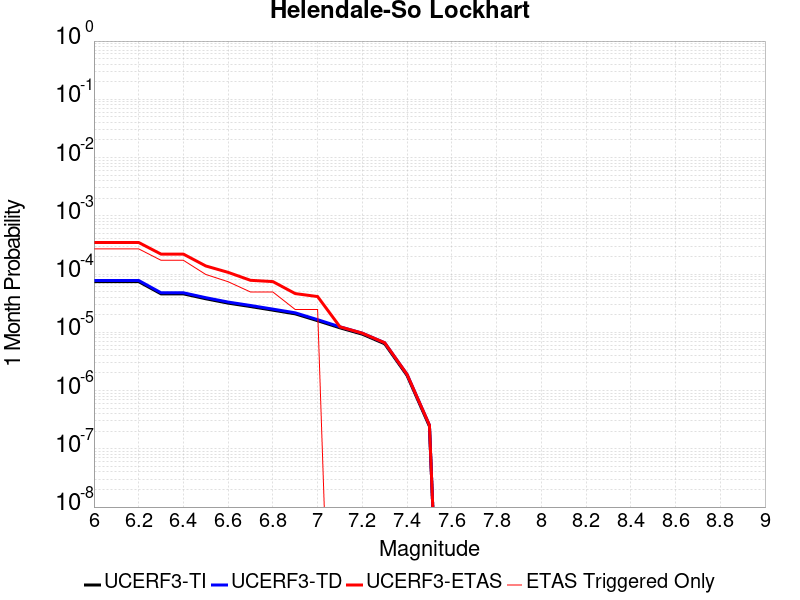 Helendale-So Lockhart
1 Month Probability
10^0
10^-1
10^-2
10^-3
10^-4
10^-5
10^-6
10^-7
10^-8
6 6.2 6.4 6.6 6.8 7 7.2 7.4 7.6 7.8 8 8.2 8.4 8.6 8.8 9
Magnitude
UCERF3-TI UCERF3-TD UCERF3-ETAS ETAS Triggered Only